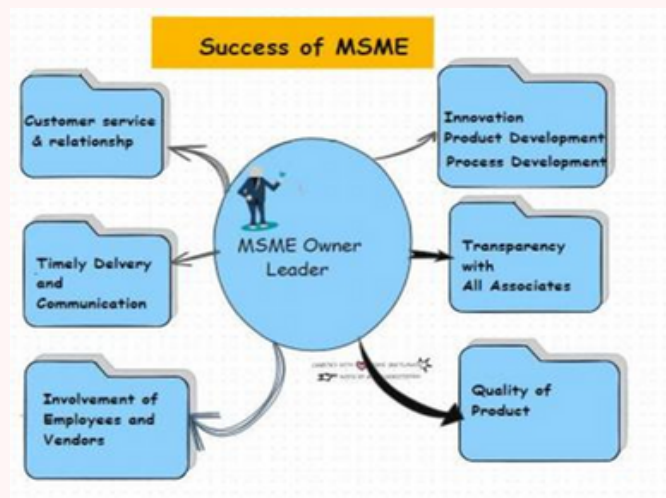 Success of MSME
Customer service
& relationshp
Innovation
Product Development
Process Development
MSME Owner
Leader
Timely Delvery
and
Communication
Transparency
with
All Associates
Involvement of
Employees and
Vendors
Quality of
Product